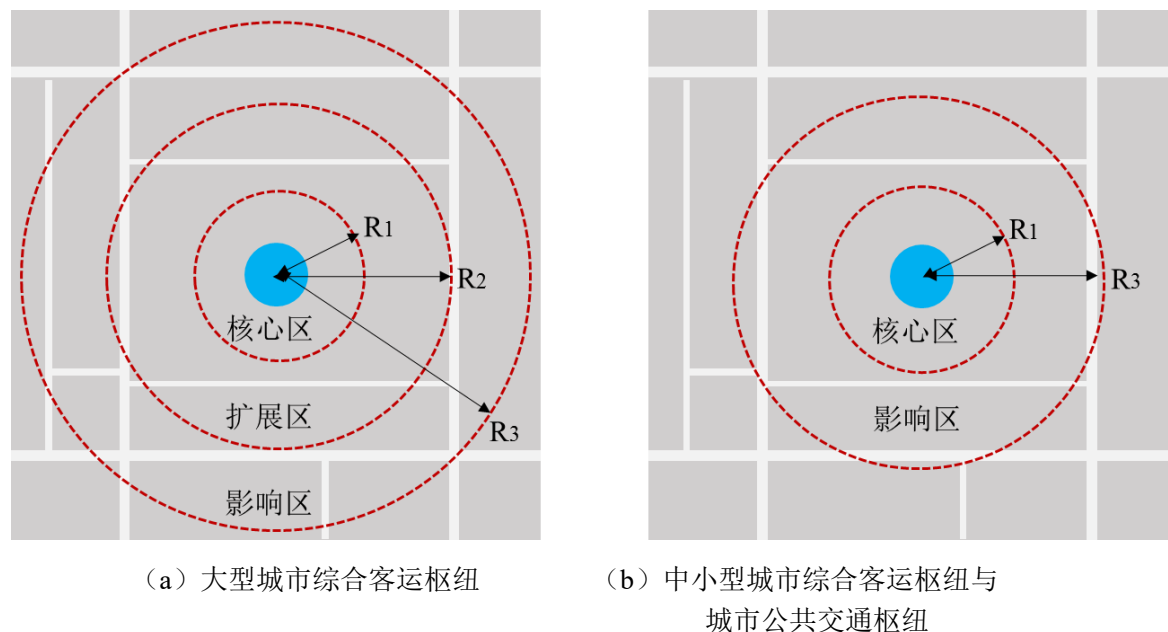 R1
R2
核心区
扩展区
R3
影响区
（a）大型城市综合客运枢纽
R1
R3
核心区
影响区
（b）中小型城市综合客运枢纽与
城市公共交通枢纽